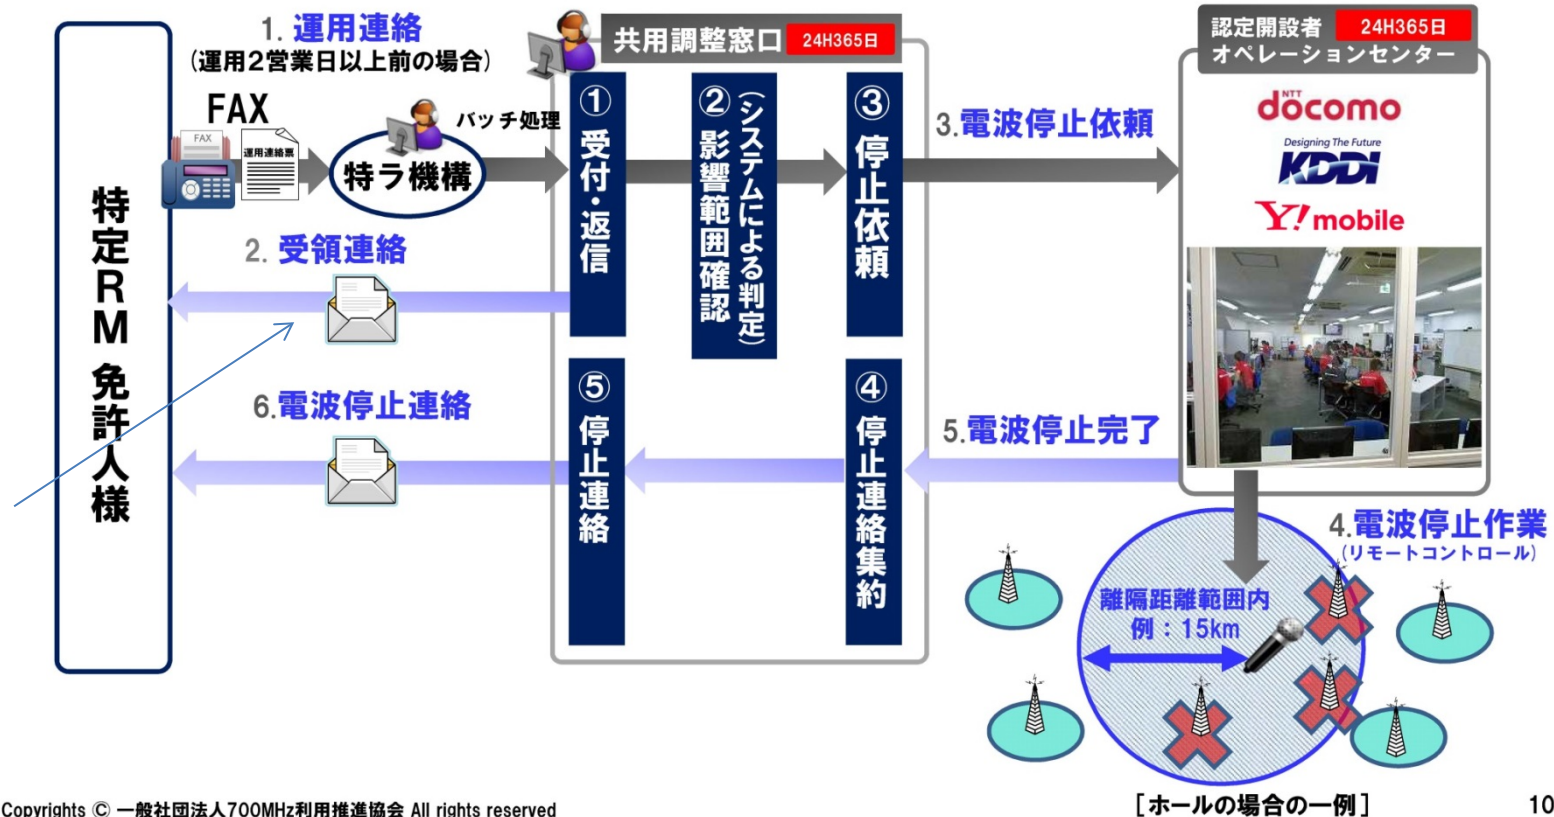 1. 運用連絡
(運用2営業日以上前の場合)
FAX
FAX
運用連絡票
特ラ機構
バッチ処理
特定RM 免許人様
2. 受領連絡
6.電波停止連絡
共用調整窓口 24H365日
① 受付・返信
② 影響範囲確認
(システムによる判定)
③ 停止依頼
④ 停止連絡集約
⑤ 停止連絡
3.電波停止依頼
5.電波停止完了
認定開設者 24H365日
オペレーションセンター
NTT
docomo
Designing The Future
KDDI
Y!mobile
4.電波停止作業
(リモートコントロール)
離隔距離範囲内
例：15km
[ホールの場合の一例]
Copyrights © 一般社団法人700MHz利用推進協会 All rights reserved
10